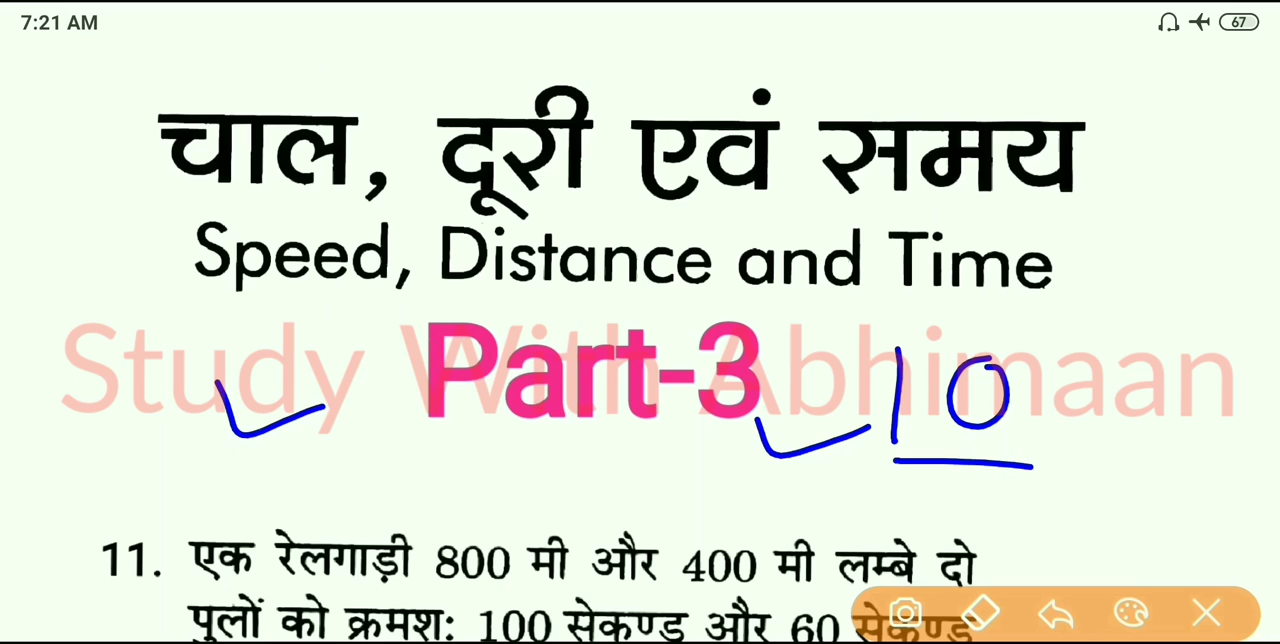 7:21 AM 67
चाल, दूरी एवं समय
Speed, Distance and Time
Study With Abhimaan
Part-3
10
11. एक रेलगाड़ी 800 मी और 400 मी लम्बे दो
पुलों को क्रमश: 100 सेकण्ड और 60 सेकण्ड